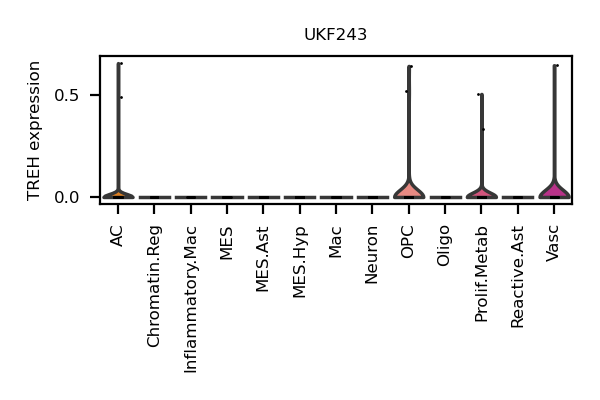 UKF243
TREH expression
0.5
0.0
AC
Chromatin.Reg
Inflammatory.Mac
MES
MES.Ast
MES.Hyp
Mac
Neuron
OPC
Oligo
Prolif.Metab
Reactive.Ast
Vasc